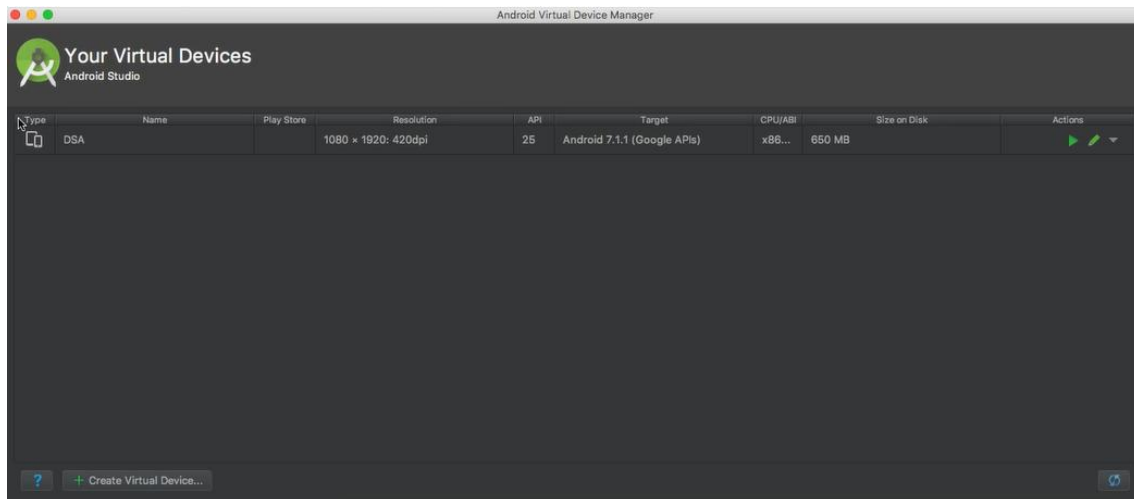 Android Virtual Device Manager
Your Virtual Devices
Android Studio
Type Name Play Store Resolution API Target CPU/ABI Size on Disk Actions
DSA 1080 × 1920: 420dpi 25 Android 7.1.1 (Google APIs) x86... 650 MB
? + Create Virtual Device...